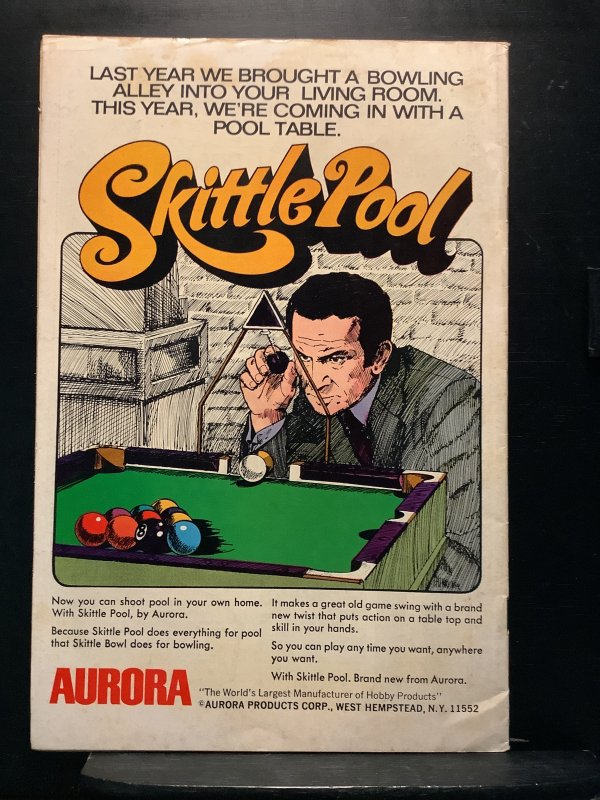 LAST YEAR WE BROUGHT A BOWLING
ALLEY INTO YOUR LIVING ROOM.
THIS YEAR, WE'RE COMING IN WITH A
POOL TABLE.
Skittle Pool
8
Now you can shoot pool in your own home.
With Skittle Pool, by Aurora.
Because Skittle Pool does everything for pool
that Skittle Bowl does for bowling.
It makes a great old game swing with a brand
new twist that puts action on a table top and
skill in your hands.
So you can play any time you want, anywhere
you want.
With Skittle Pool. Brand new from Aurora.
AURORA
"The World's Largest Manufacturer of Hobby Products"
©AURORA PRODUCTS CORP., WEST HEMPSTEAD, N.Y. 11552